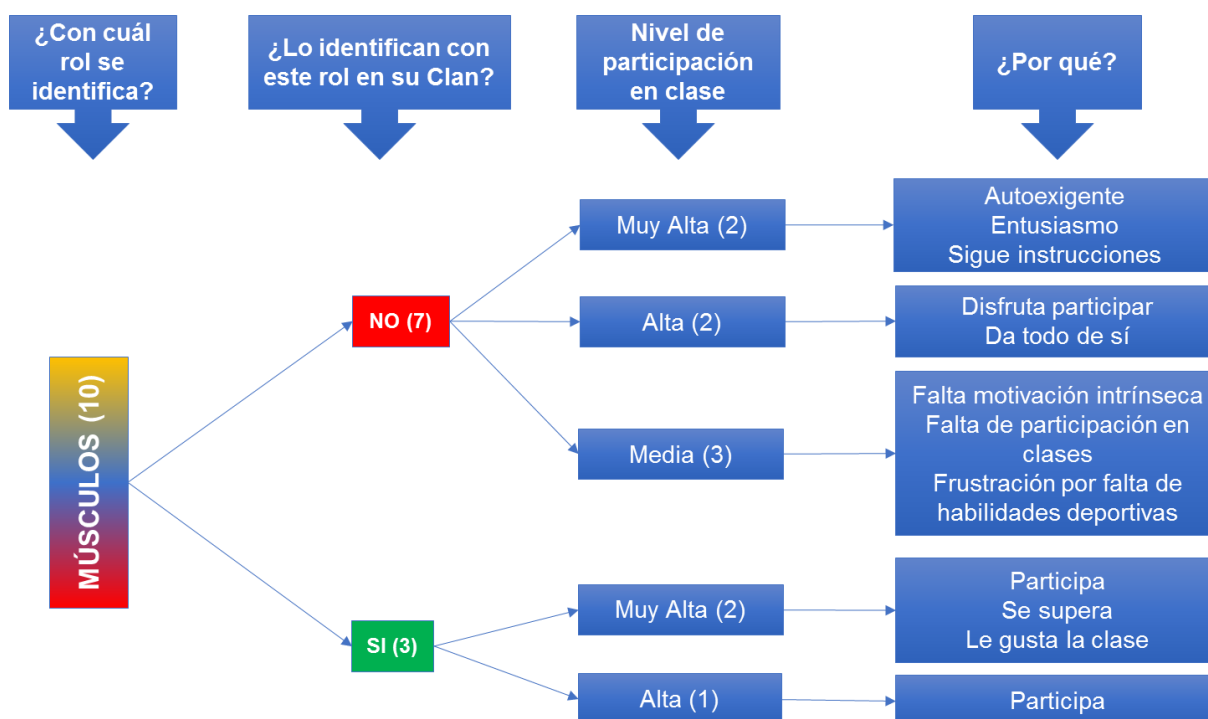 ¿Con cuál
rol se
identifica?
¿Lo identifican con
este rol en su Clan?
Nivel de
participación
en clase
¿Por qué?
MÚSCULOS (10)
NO (7)
Muy Alta (2)
Autoexigente
Entusiasmo
Sigue instrucciones
Alta (2)
Disfruta participar
Da todo de sí
Media (3)
Falta motivación intrínseca
Falta de participación en
clases
Frustración por falta de
habilidades deportivas
SI (3)
Muy Alta (2)
Participa
Se supera
Le gusta la clase
Alta (1)
Participa